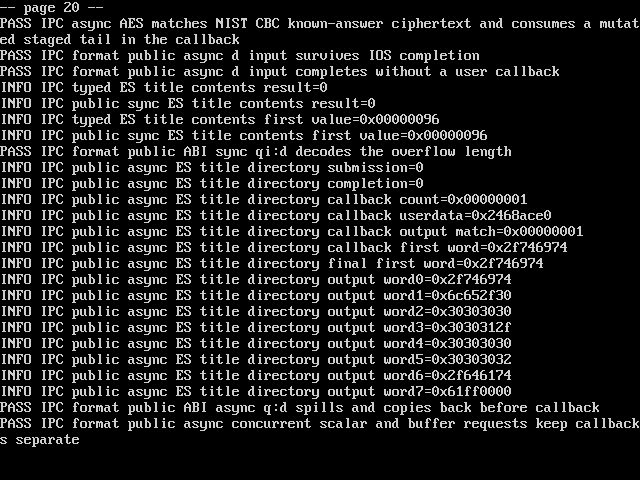 -- page 20 --
PASS IPC async AES matches NIST CBC known-answer ciphertext and consumes a mutat
ed staged tail in the callback
PASS IPC format public async d input survives IOS completion
PASS IPC format public async d input completes without a user callback
INFO IPC typed ES title contents result=0
INFO IPC public sync ES title contents result=0
INFO IPC typed ES title contents first value=0x00000096
INFO IPC public sync ES title contents first value=0x00000096
PASS IPC format public ABI sync qi:d decodes the overflow length
INFO IPC public async ES title directory submission=0
INFO IPC public async ES title directory completion=0
INFO IPC public async ES title directory callback count=0x00000001
INFO IPC public async ES title directory callback userdata=0x2468ace0
INFO IPC public async ES title directory callback output match=0x00000001
INFO IPC public async ES title directory callback first word=0x2f746974
INFO IPC public async ES title directory final first word=0x2f746974
INFO IPC public async ES title directory output word0=0x2f746974
INFO IPC public async ES title directory output word1=0x6c652f30
INFO IPC public async ES title directory output word2=0x30303030
INFO IPC public async ES title directory output word3=0x3030312f
INFO IPC public async ES title directory output word4=0x30303030
INFO IPC public async ES title directory output word5=0x30303032
INFO IPC public async ES title directory output word6=0x2f646174
INFO IPC public async ES title directory output word7=0x61ff0000
PASS IPC format public ABI async q:d spills and copies back before callback
PASS IPC format public async concurrent scalar and buffer requests keep callback
s separate